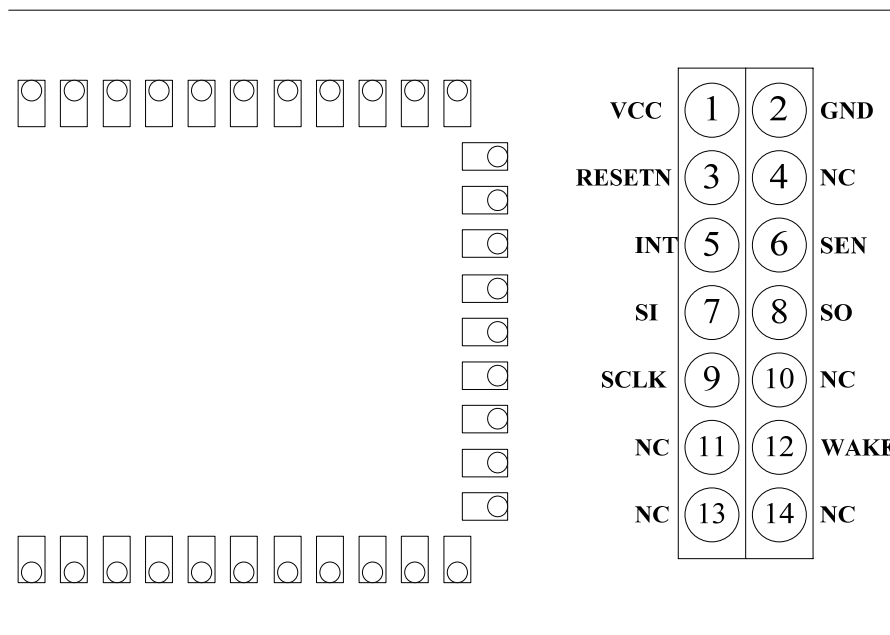 VCC 1 2 GND
RESETN 3 4 NC
INT 5 6 SEN
SI 7 8 SO
SCLK 9 10 NC
NC 11 12 WAKE
NC 13 14 NC